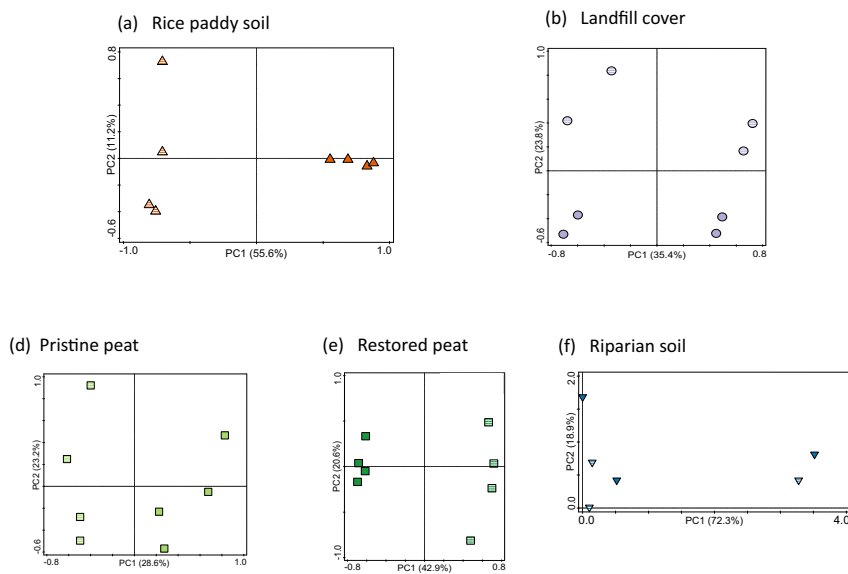 (a) Rice paddy soil
0.8
PC2 (11.2%)
-0.6
-1.0
PC1 (55.6%)
1.0
(b) Landfill cover
1.0
PC2 (23.8%)
-0.6
-0.8
PC1 (35.4%)
0.8
(d) Pristine peat
1.0
PC2 (23.2%)
-0.6
-0.8
PC1 (28.6%)
1.0
(e) Restored peat
1.0
PC2 (20.6%)
-1.0
-0.8
PC1 (42.9%)
0.8
(f) Riparian soil
2.0
PC2 (18.9%)
0.0
0.0
PC1 (72.3%)
4.0